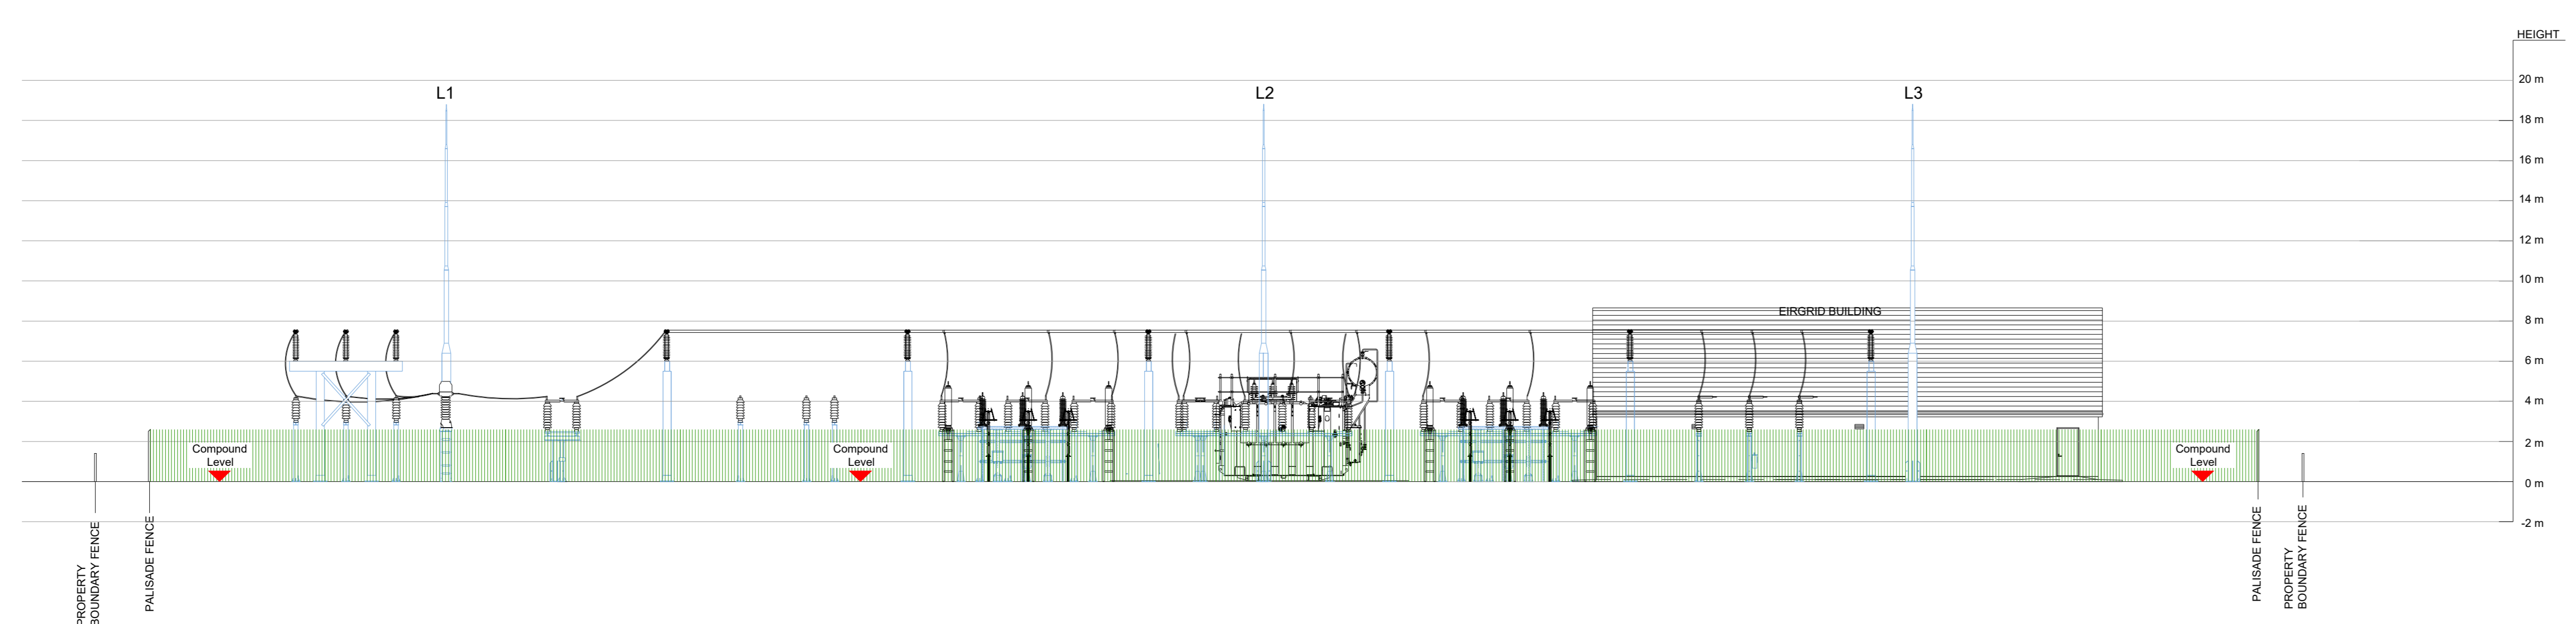 HEIGHT
20 m
L1
L2
L3
18 m
16 m
14 m
12 m
10 m
EIRGRID BUILDING
8 m
6 m
4 m
2 m
Compound
Level
Compound
Level
Compound
Level
0 m
-2 m
PROPERTY
BOUNDARY FENCE
PALISADE FENCE
PALISADE FENCE
PROPERTY
BOUNDARY FENCE